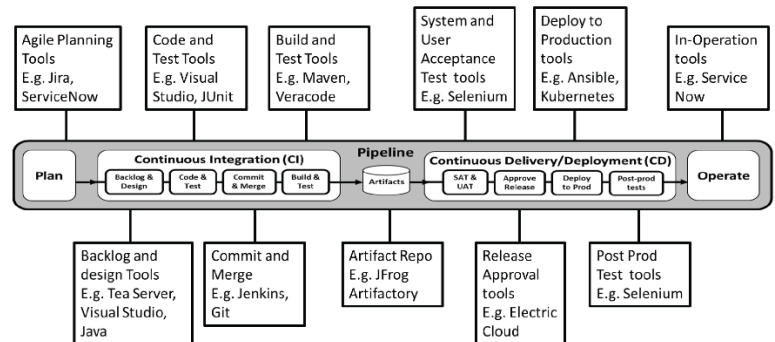 Agile Planning
Tools
E.g. Jira,
ServiceNow
Code and
Test Tools
E.g. Visual
Studio, JUnit
Build and
Test Tools
E.g. Maven,
Veracode
System and
User
Acceptance
Test tools
E.g. Selenium
Deploy to
Production
tools
E.g. Ansible,
Kubernetes
In-Operation
tools
E.g. Service
Now
Pipeline
Plan
Continuous Integration (CI)
Backlog &
Design
Code &
Test
Commit
& Merge
Build &
Test
Artifacts
Continuous Delivery/Deployment (CD)
SAT &
UAT
Approve
Release
Deploy
to Prod
Post-prod
tests
Operate
Backlog and
design Tools
E.g. Tea Server,
Visual Studio,
Java
Commit and
Merge
E.g. Jenkins,
Git
Artifact Repo
E.g. JFrog
Artifactory
Release
Approval
tools
E.g. Electric
Cloud
Post Prod
Test tools
E.g. Selenium